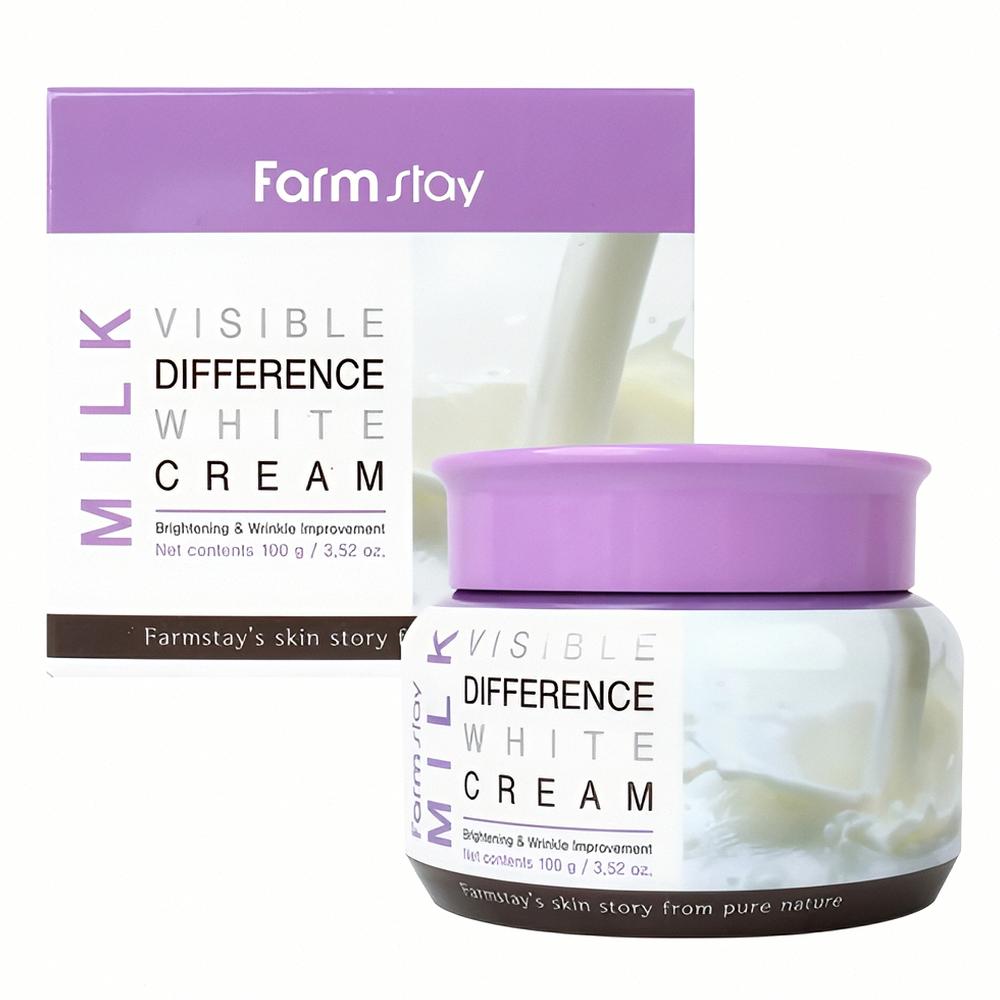 Farm stay
MILK
VISIBLE
DIFFERENCE
WHITE
CREAM
Brightening & Wrinkle Improvement
Net contents 100 g / 3.52 oz.
Farmstay's skin story
Farm stay
MILK
VISIBLE
DIFFERENCE
WHITE
CREAM
Brightening & Wrinkle Improvement
Net contents 100 g / 3.52 oz.
Farmstay's skin story from pure nature